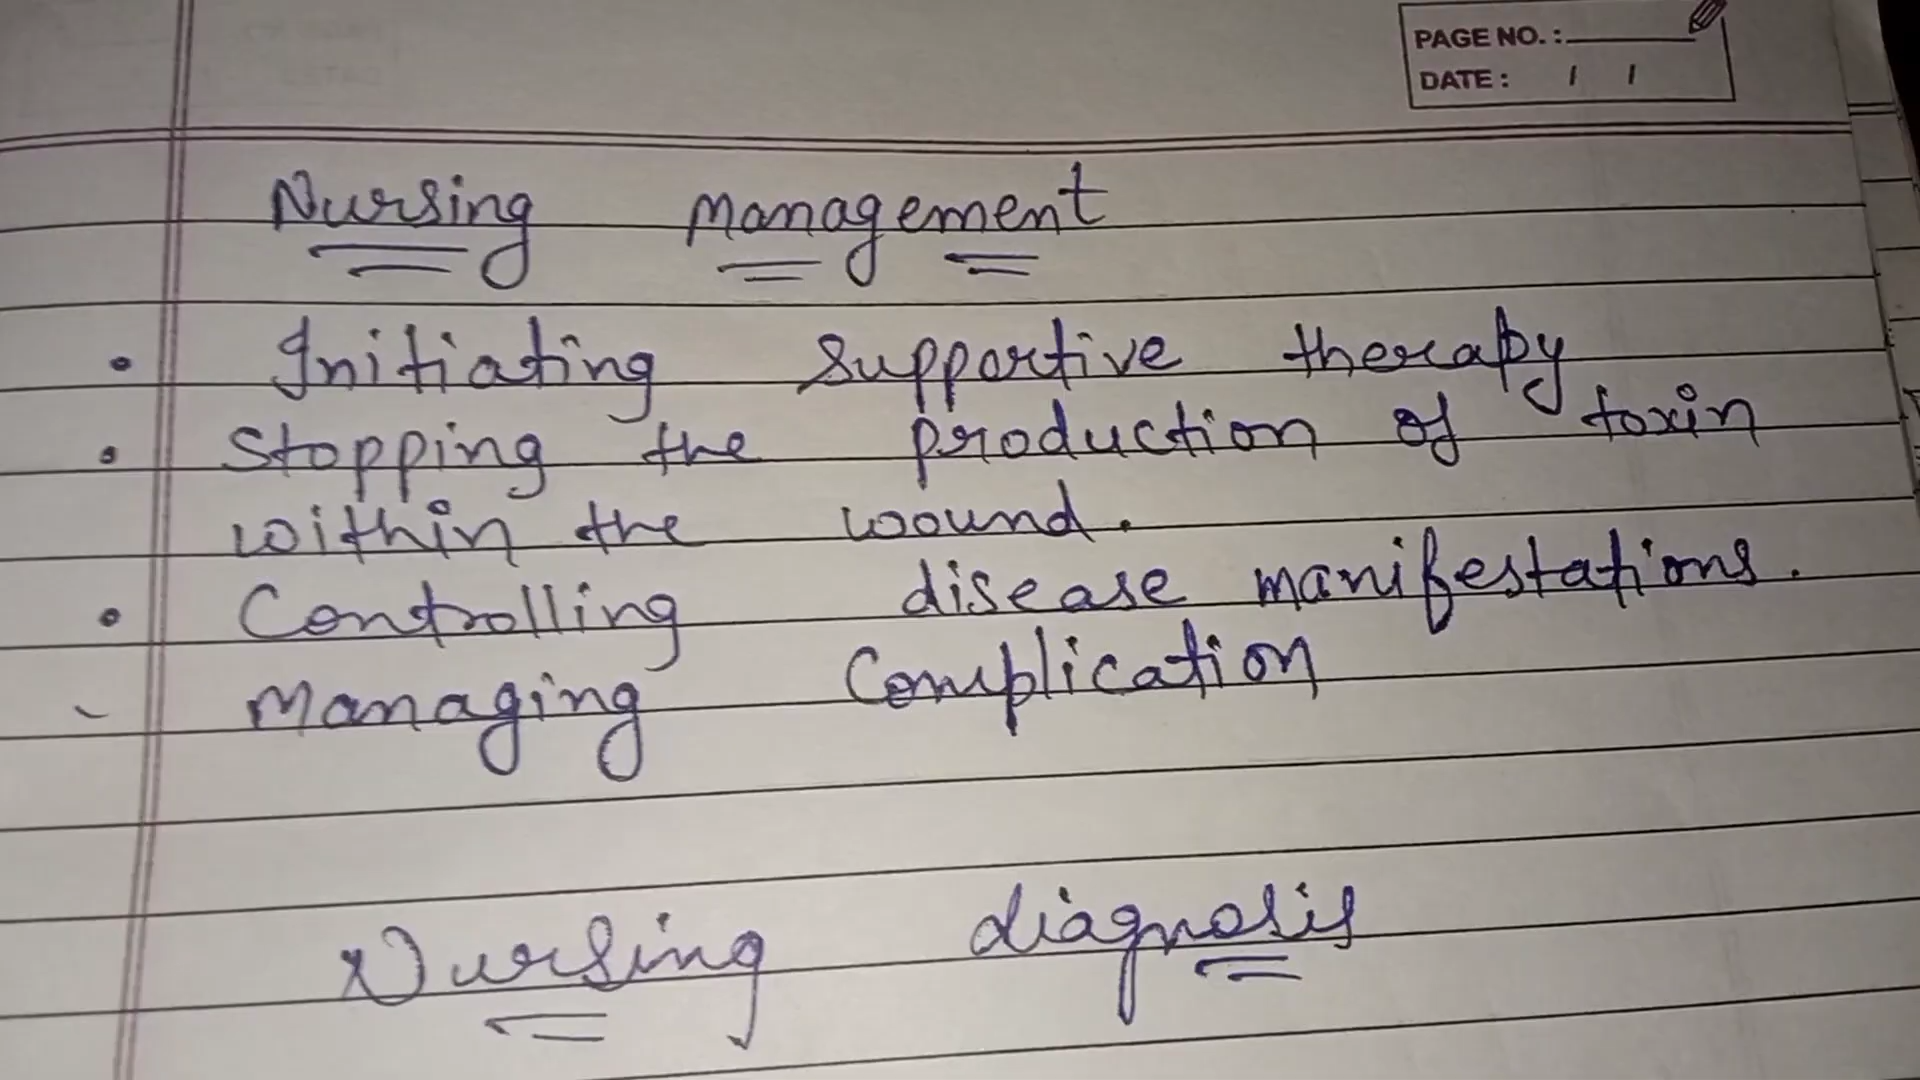 PAGE NO. :
DATE : / /
Nursing management
• Initiating supportive therapy
• Stopping the production of toxin
within the wound.
• Controlling disease manifestations.
- Managing Complication
Nursing diagnosis